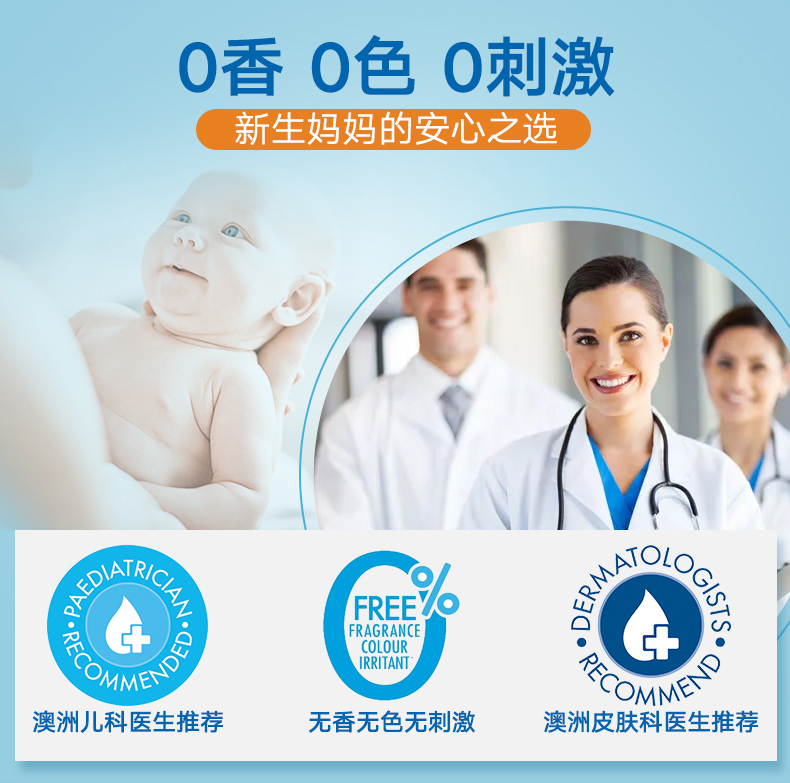 0香 0色 0刺激
新生妈妈的安心之选
PAEDIATRICIAN
RECOMMENDED
澳洲儿科医生推荐
0%
FREE
FRAGRANCE
COLOUR
IRRITANT
无香无色无刺激
DERMATOLOGISTS
RECOMMEND
澳洲皮肤科医生推荐